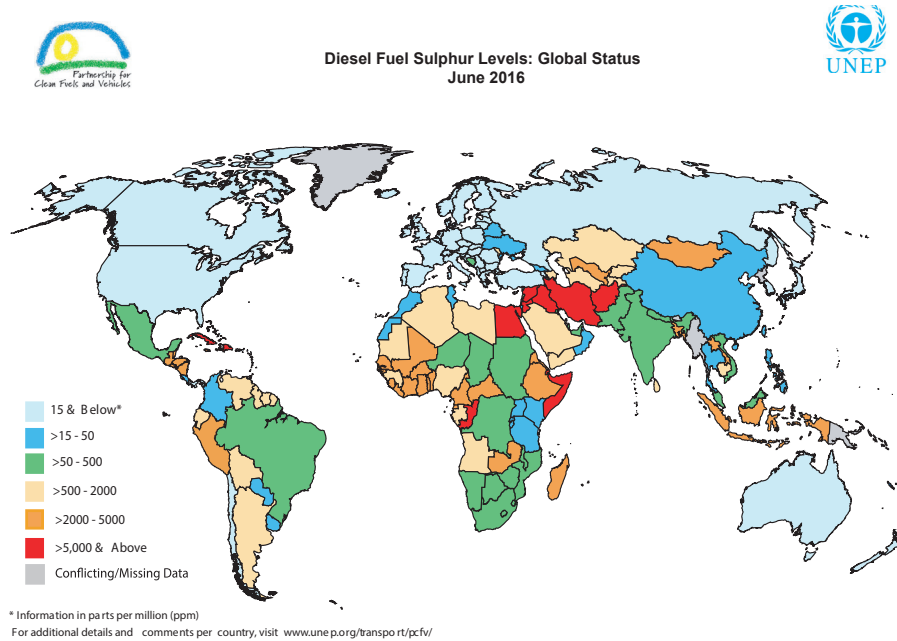 Partnership for
Clean Fuels and Vehicles
Diesel Fuel Sulphur Levels: Global Status
June 2016
UNEP
15 & Below*
>15 - 50
>50 - 500
>500 - 2000
>2000 - 5000
>5,000 & Above
Conflicting/Missing Data
* Information in parts per million (ppm)
For additional details and comments per country, visit www.unep.org/transport/pcfv/